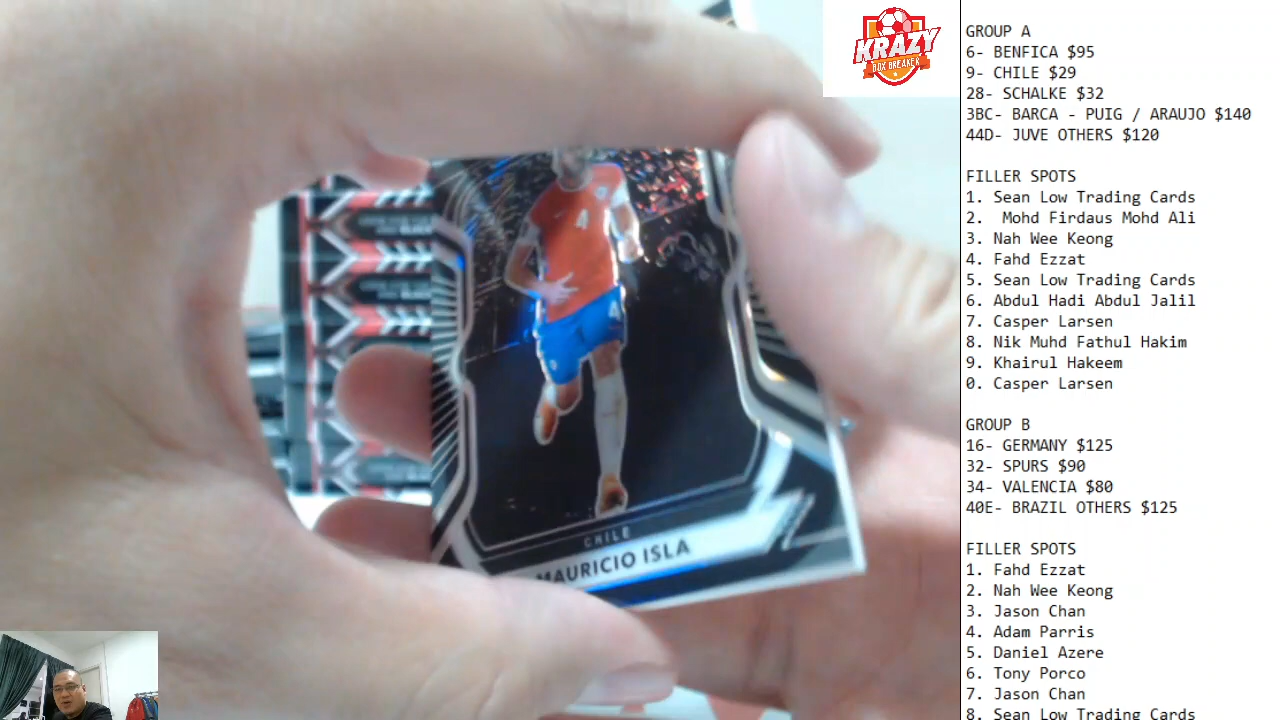 KRAZY
BOX BREAKER
4
4
CHILE
MAURICIO ISLA
GROUP A
6- BENFICA $95
9- CHILE $29
28- SCHALKE $32
3BC- BARCA - PUIG / ARAUJO $140
44D- JUVE OTHERS $120
FILLER SPOTS
1. Sean Low Trading Cards
2. Mohd Firdaus Mohd Ali
3. Nah Wee Keong
4. Fahd Ezzat
5. Sean Low Trading Cards
6. Abdul Hadi Abdul Jalil
7. Casper Larsen
8. Nik Muhd Fathul Hakim
9. Khairul Hakeem
0. Casper Larsen
GROUP B
16- GERMANY $125
32- SPURS $90
34- VALENCIA $80
40E- BRAZIL OTHERS $125
FILLER SPOTS
1. Fahd Ezzat
2. Nah Wee Keong
3. Jason Chan
4. Adam Parris
5. Daniel Azere
6. Tony Porco
7. Jason Chan
8. Sean Low Trading Cards